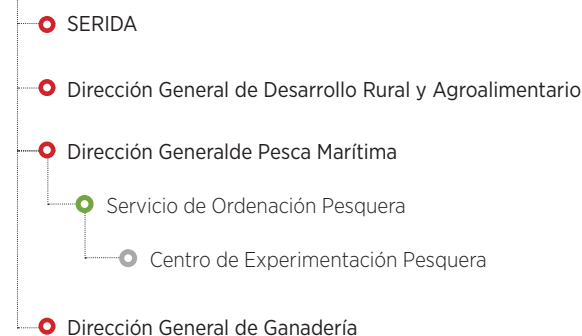 SERIDA
Dirección General de Desarrollo Rural y Agroalimentario
Dirección Generalde Pesca Marítima
Servicio de Ordenación Pesquera
Centro de Experimentación Pesquera
Dirección General de Ganadería